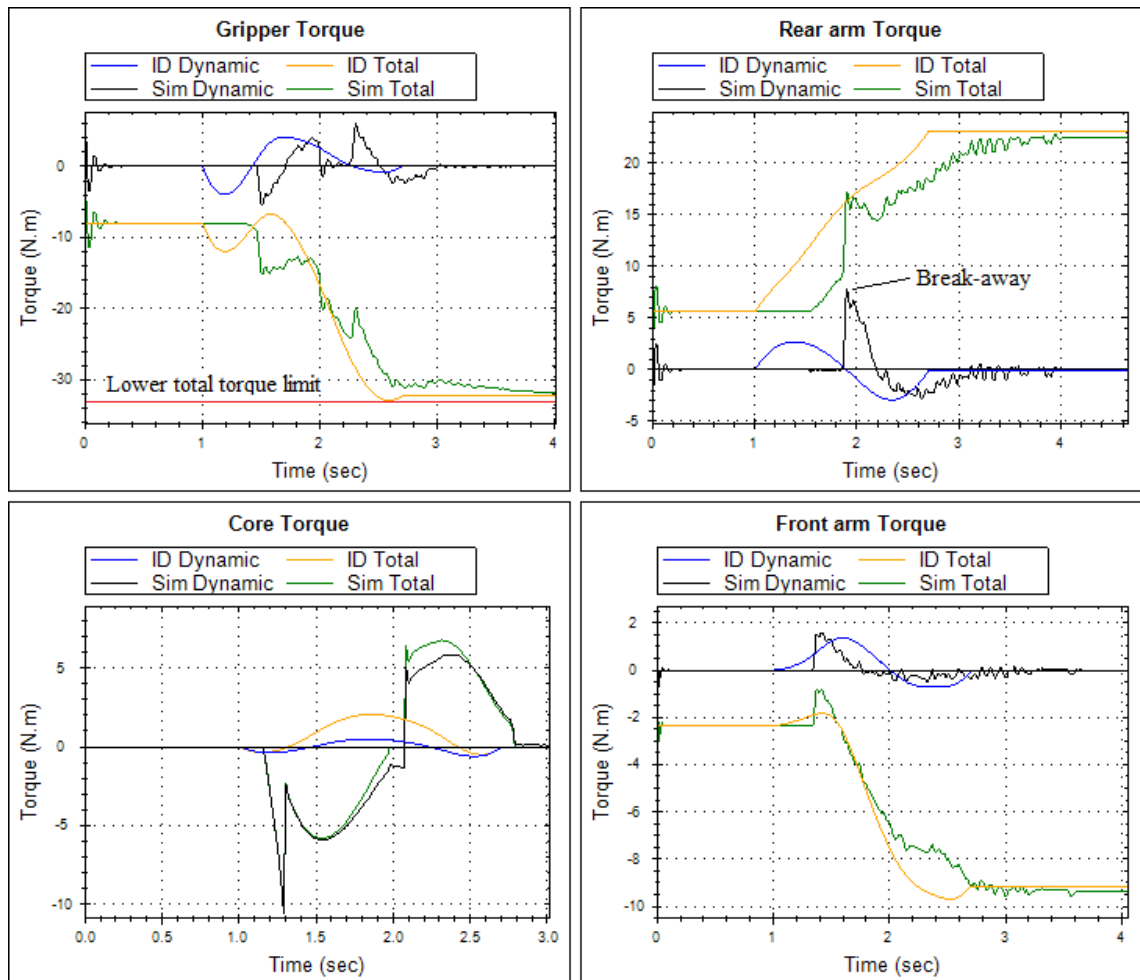 Gripper Torque
ID Dynamic ID Total
Sim Dynamic Sim Total
Torque (N.m)
0
-10
-20
-30
Lower total torque limit
0 1 2 3 4
Time (sec)
Rear arm Torque
ID Dynamic ID Total
Sim Dynamic Sim Total
Torque (N.m)
20
15
10
5
0
-5
Break-away
0 1 2 3 4
Time (sec)
Core Torque
ID Dynamic ID Total
Sim Dynamic Sim Total
Torque (N.m)
5
0
-5
-10
0.0 0.5 1.0 1.5 2.0 2.5 3.0
Time (sec)
Front arm Torque
ID Dynamic ID Total
Sim Dynamic Sim Total
Torque (N.m)
2
0
-2
-4
-6
-8
-10
0 1 2 3 4
Time (sec)